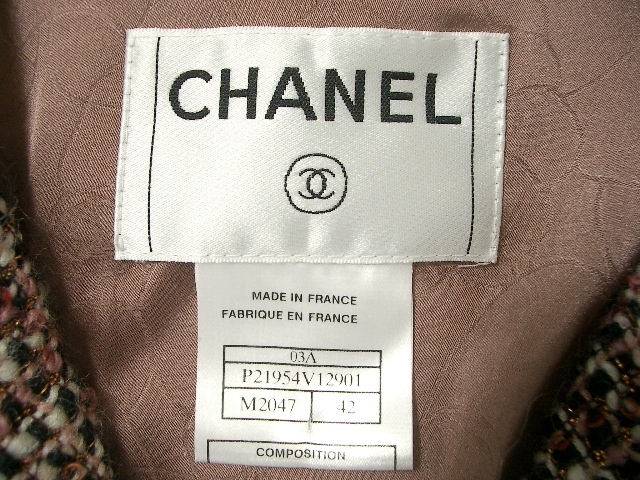 CHANEL
MADE IN FRANCE
FABRIQUE EN FRANCE
03A
P21954V12901
M2047 42
COMPOSITION